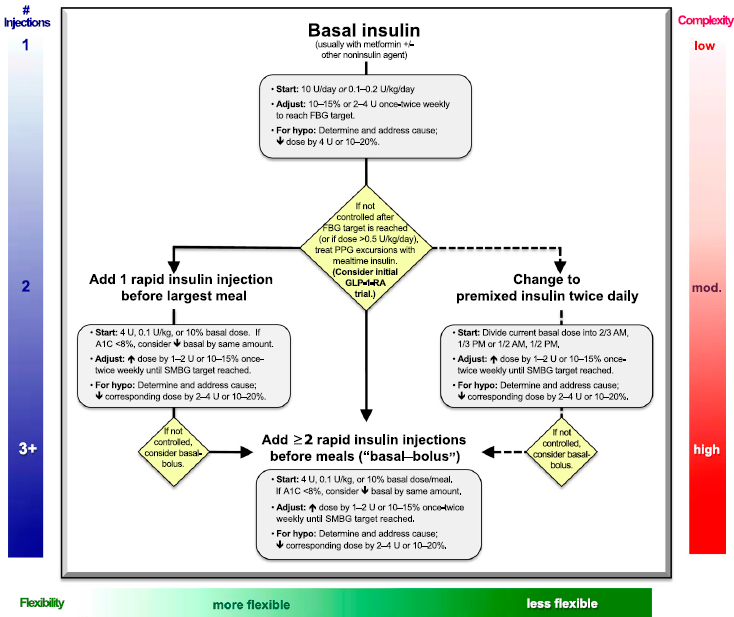 #
Injections
Complexity
1
low
Basal insulin
(usually with metformin +/-
other noninsulin agent)
• Start: 10 U/day or 0.1–0.2 U/kg/day
• Adjust: 10–15% or 2–4 U once-twice weekly
to reach FBG target.
• For hypo: Determine and address cause;
🡻 dose by 4 U or 10–20%.
If not
controlled after
FBG target is reached
(or if dose >0.5 U/kg/day),
treat PPG excursions with
mealtime insulin.
(Consider initial
GLP-1-RA
trial.)
2
mod.
Add 1 rapid insulin injection
before largest meal
• Start: 4 U, 0.1 U/kg, or 10% basal dose. If
A1C <8%, consider 🡻 basal by same amount.
• Adjust: 🡹 dose by 1–2 U or 10–15% once-
twice weekly until SMBG target reached.
• For hypo: Determine and address cause;
🡻 corresponding dose by 2–4 U or 10–20%.
Change to
premixed insulin twice daily
• Start: Divide current basal dose into 2/3 AM,
1/3 PM or 1/2 AM, 1/2 PM,
• Adjust: 🡹 dose by 1–2 U or 10–15% once-
twice weekly until SMBG target reached.
• For hypo: Determine and address cause;
🡻 corresponding dose by 2–4 U or 10–20%.
3+
high
If not
controlled,
consider basal-
bolus.
If not
controlled,
consider basal-
bolus.
Add ≥2 rapid insulin injections
before meals ("basal–bolus")
• Start: 4 U, 0.1 U/kg, or 10% basal dose/meal.
If A1C <8%, consider 🡻 basal by same amount.
• Adjust: 🡹 dose by 1–2 U or 10–15% once-twice
weekly until SMBG target reached.
• For hypo: Determine and address cause;
🡻 corresponding dose by 2–4 U or 10–20%.
Flexibility
more flexible
less flexible